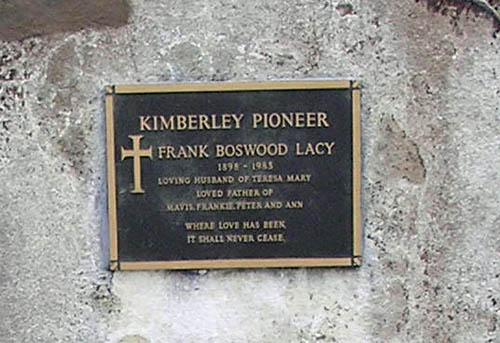 KIMBERLEY PIONEER
FRANK BOSWOOD LACY
1898 - 1985
LOVING HUSBAND OF TERESA MARY
LOVED FATHER OF
MAVIS, FRANKIE, PETER AND ANN
WHERE LOVE HAS BEEN
IT SHALL NEVER CEASE.